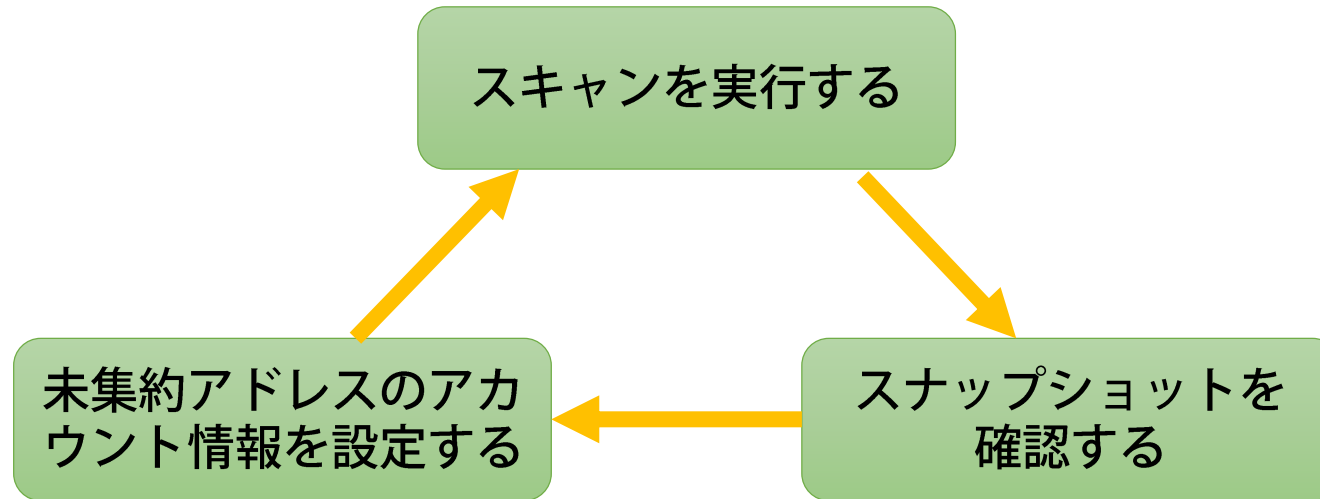 スキャンを実行する
未集約アドレスのアカ
ウント情報を設定する
スナップショットを
確認する